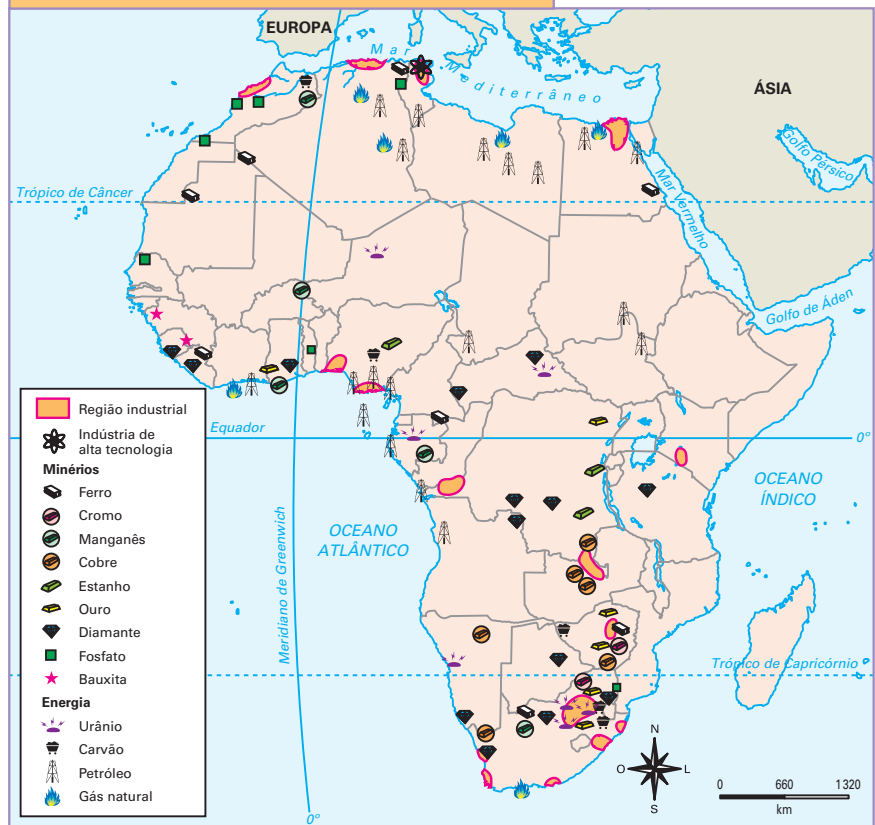 EUROPA
Mar
Mediterrâneo
ÁSIA
Golfo Pérsico
Trópico de Câncer
Mar Vermelho
Golfo de Áden
Equador
0°
Meridiano de Greenwich
OCEANO
ATLÂNTICO
OCEANO
ÍNDICO
Trópico de Capricórnio
Região industrial
Indústria de
alta tecnologia
Minérios
Ferro
Cromo
Manganês
Cobre
Estanho
Ouro
Diamante
Fosfato
Bauxita
Energia
Urânio
Carvão
Petróleo
Gás natural
0°
N
O
L
S
0 660 1320
km